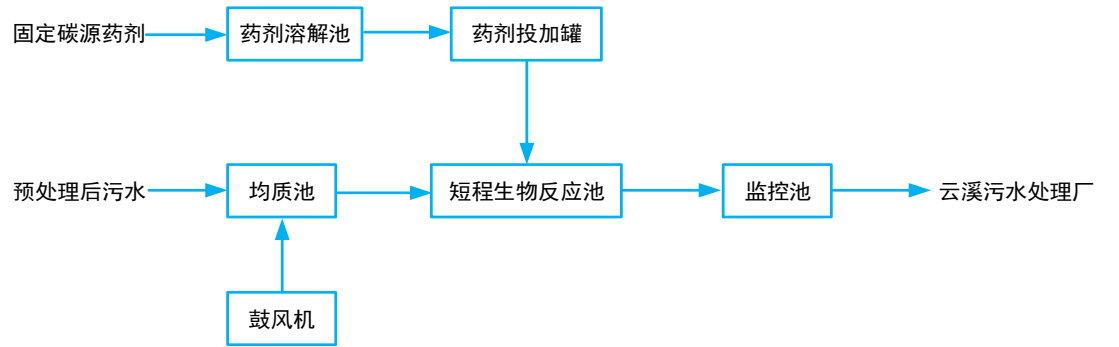 固定碳源药剂
药剂溶解池
药剂投加罐
预处理后污水
均质池
短程生物反应池
监控池
云溪污水处理厂
鼓风机